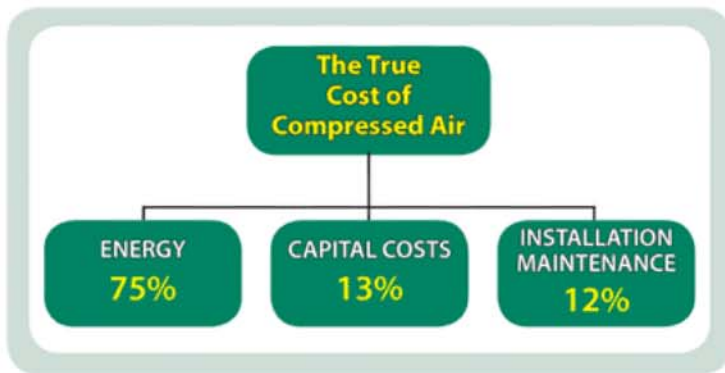 The True
Cost of
Compressed Air
ENERGY
75%
CAPITAL COSTS
13%
INSTALLATION
MAINTENANCE
12%